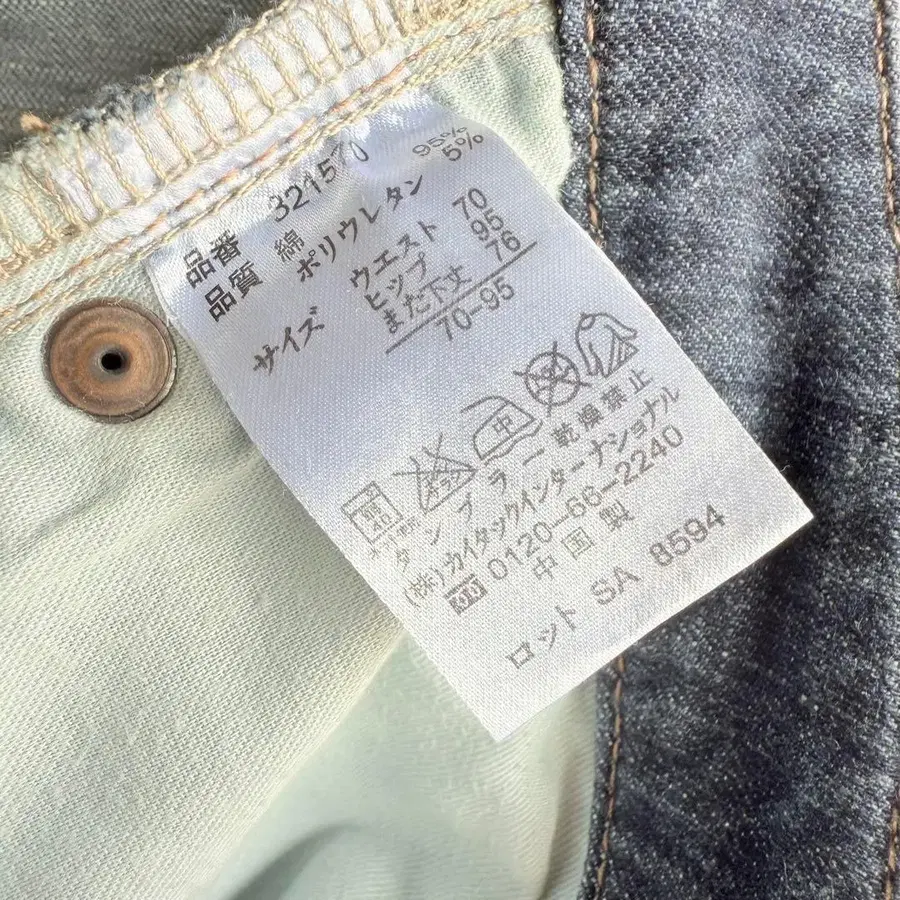 品番 321570
品質 綿 95%
ポリウレタン 5%
サイズ ウエスト 70
ヒップ 95
また下丈 76
70-95
中
タンブラー乾燥禁止
(株)カイタックインターナショナル
0120-66-2240
中国製
ロット SA 8594